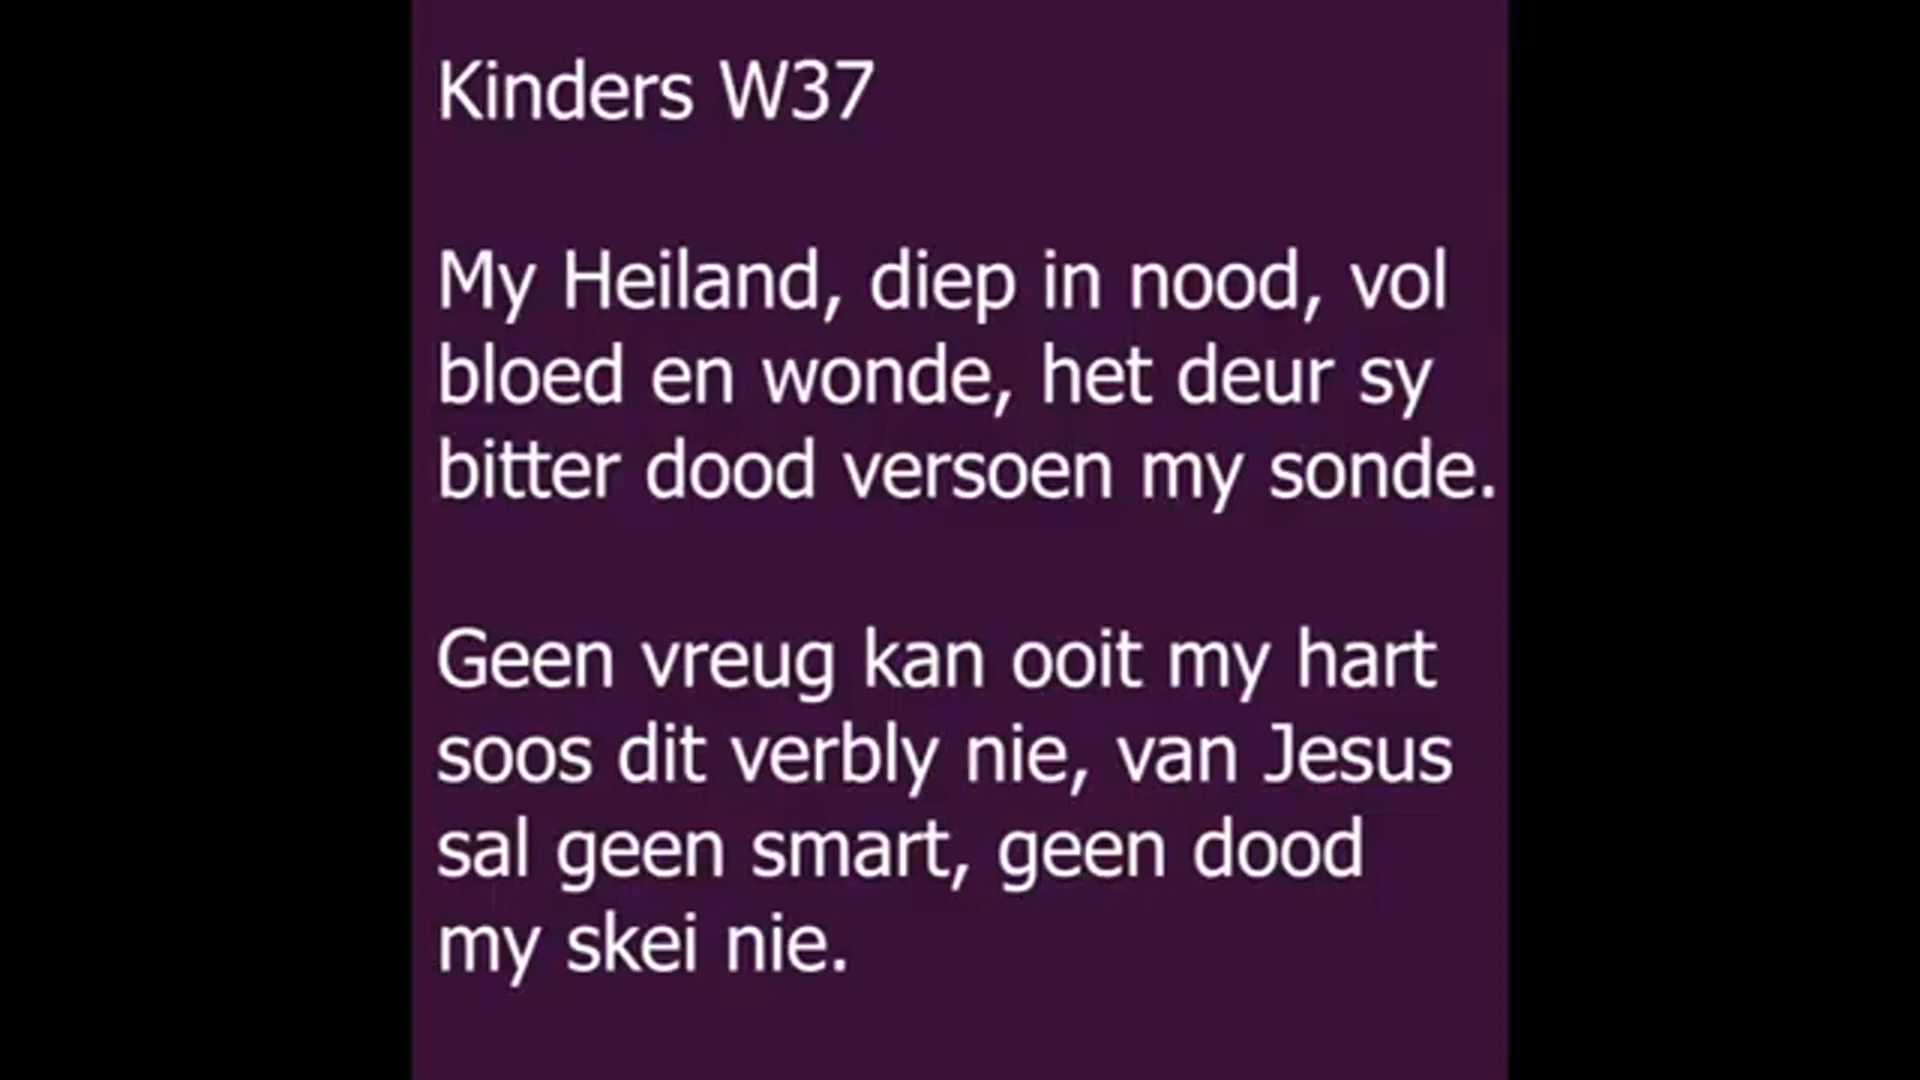 Kinders W37
My Heiland, diep in nood, vol
bloed en wonde, het deur sy
bitter dood versoen my sonde.
Geen vreug kan ooit my hart
soos dit verbly nie, van Jesus
sal geen smart, geen dood
my skei nie.